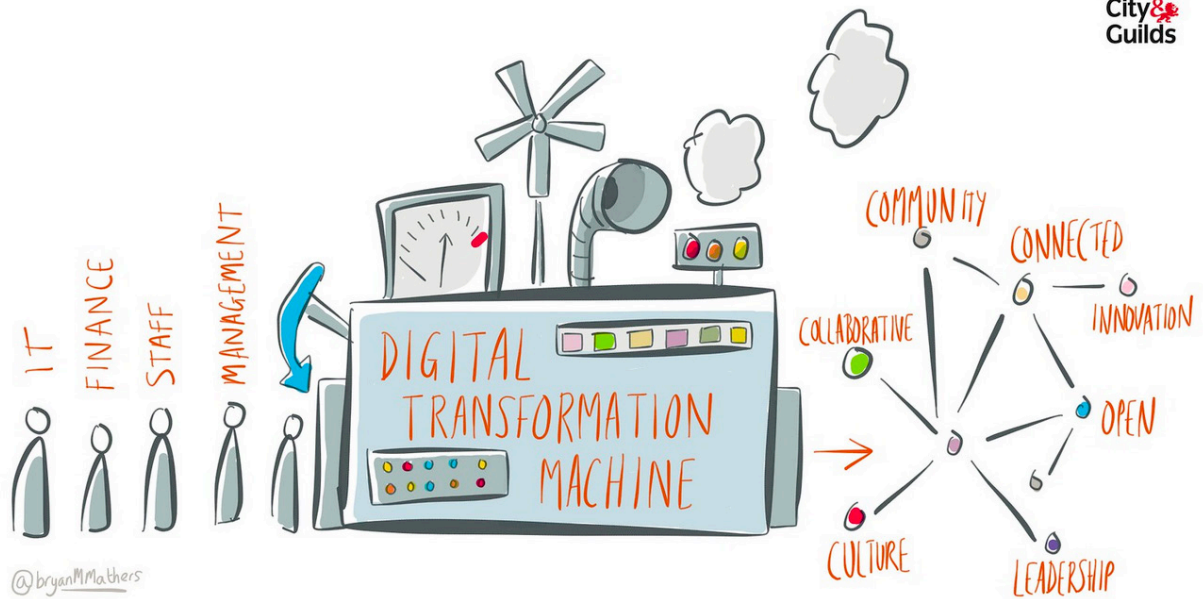 City&
Guilds
IT
FINANCE
STAFF
MANAGEMENT
DIGITAL
TRANSFORMATION
MACHINE
COMMUNITY
CONNECTED
INNOVATION
COLLABORATIVE
OPEN
CULTURE
LEADERSHIP
@bryanMMathers